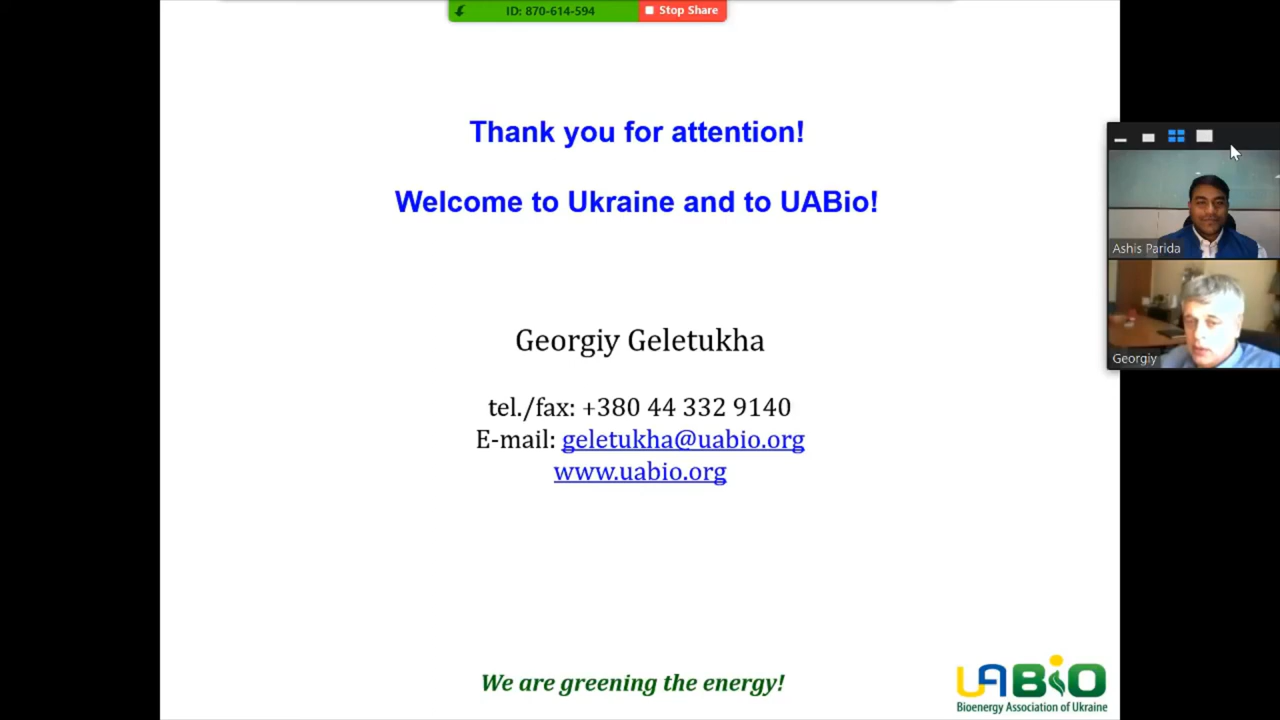 ID: 870-614-594
Stop Share
Thank you for attention!
Welcome to Ukraine and to UABio!
Ashis Parida
Georgiy
Georgiy Geletukha
tel./fax: +380 44 332 9140
E-mail: geletukha@uabio.org
www.uabio.org
We are greening the energy!
UABIO
Bioenergy Association of Ukraine